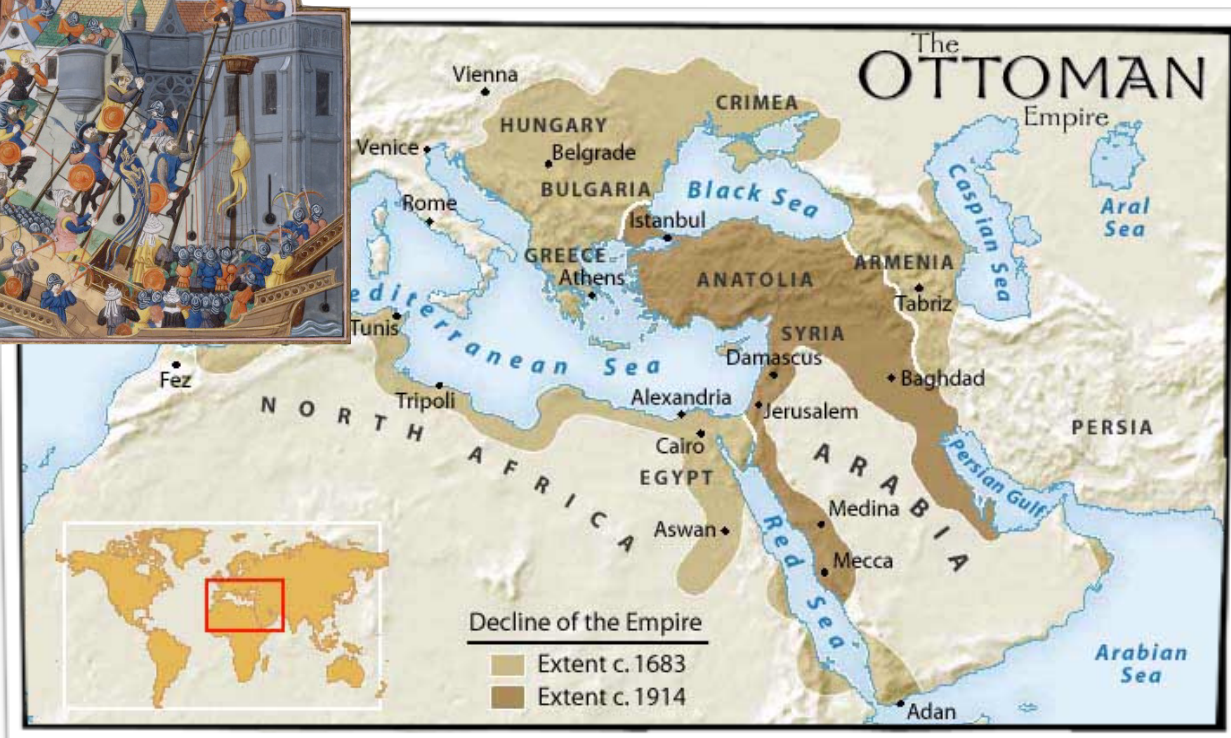 The
OTTOMAN
Empire
Vienna
CRIMEA
HUNGARY
Venice
Belgrade
BULGARIA
Black Sea
Caspian Sea
Aral
Sea
Rome
Istanbul
GREECE
Athens
ANATOLIA
ARMENIA
Tabriz
editerranean Sea
Tunis
SYRIA
Damascus
Baghdad
Fez
Tripoli
Alexandria
Jerusalem
NORTH AFRICA
Cairo
PERSIA
EGYPT
ARABIA
Persian Gulf
Medina
Aswan
Red Sea
Mecca
Decline of the Empire
Extent c. 1683
Extent c. 1914
Arabian
Sea
Adan